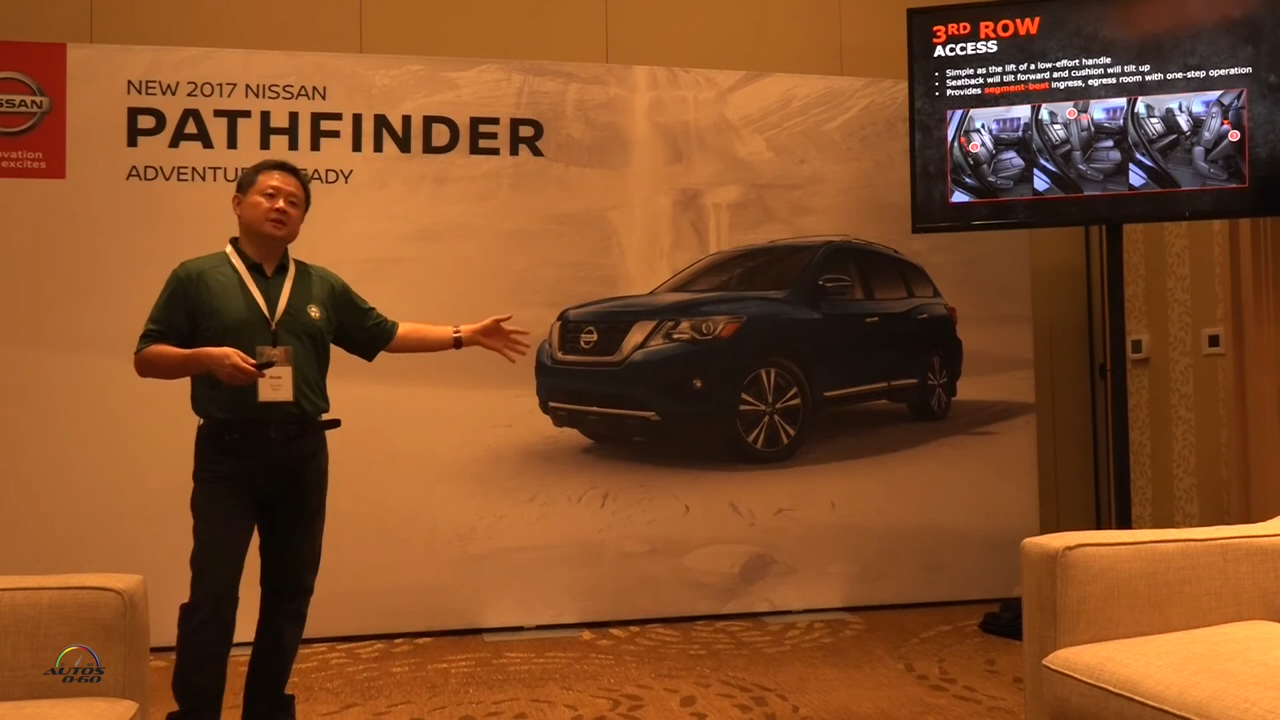 NEW 2017 NISSAN
PATHFINDER
ADVENTU EADY
SSAN
ovation
excites
3RD ROW
ACCESS
• Simple as the lift of a low-effort handle
• Seatback will tilt forward and cushion will tilt up
• Provides segment-best ingress, egress room with one-step operation
AUTOS
0-60